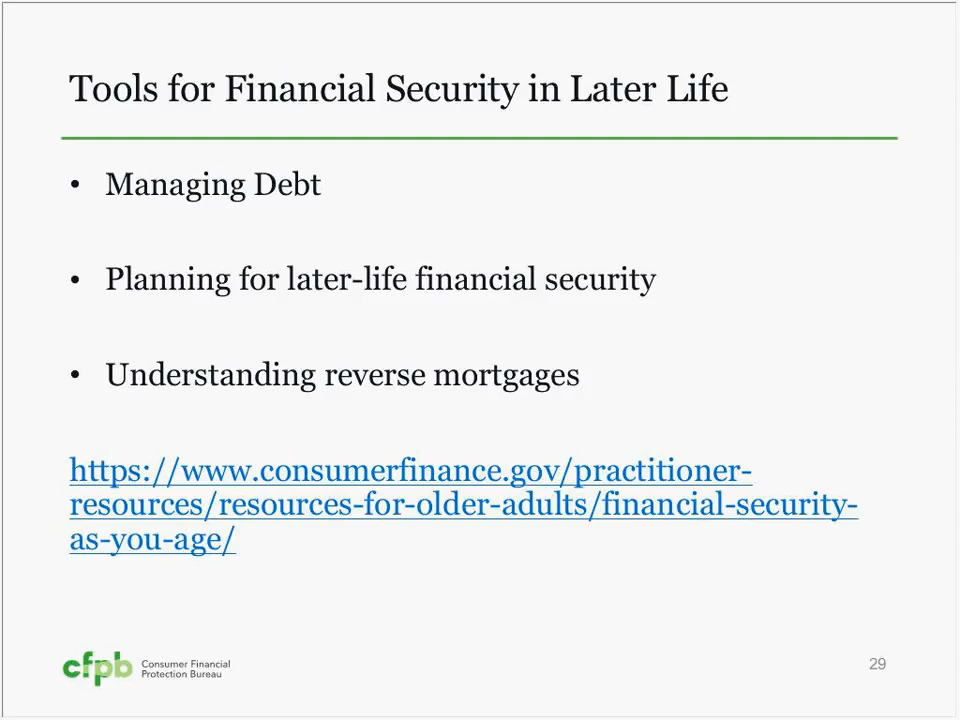 Tools for Financial Security in Later Life
• Managing Debt
• Planning for later-life financial security
• Understanding reverse mortgages
https://www.consumerfinance.gov/practitioner-
resources/resources-for-older-adults/financial-security-
as-you-age/
cfpb Consumer Financial
Protection Bureau
29